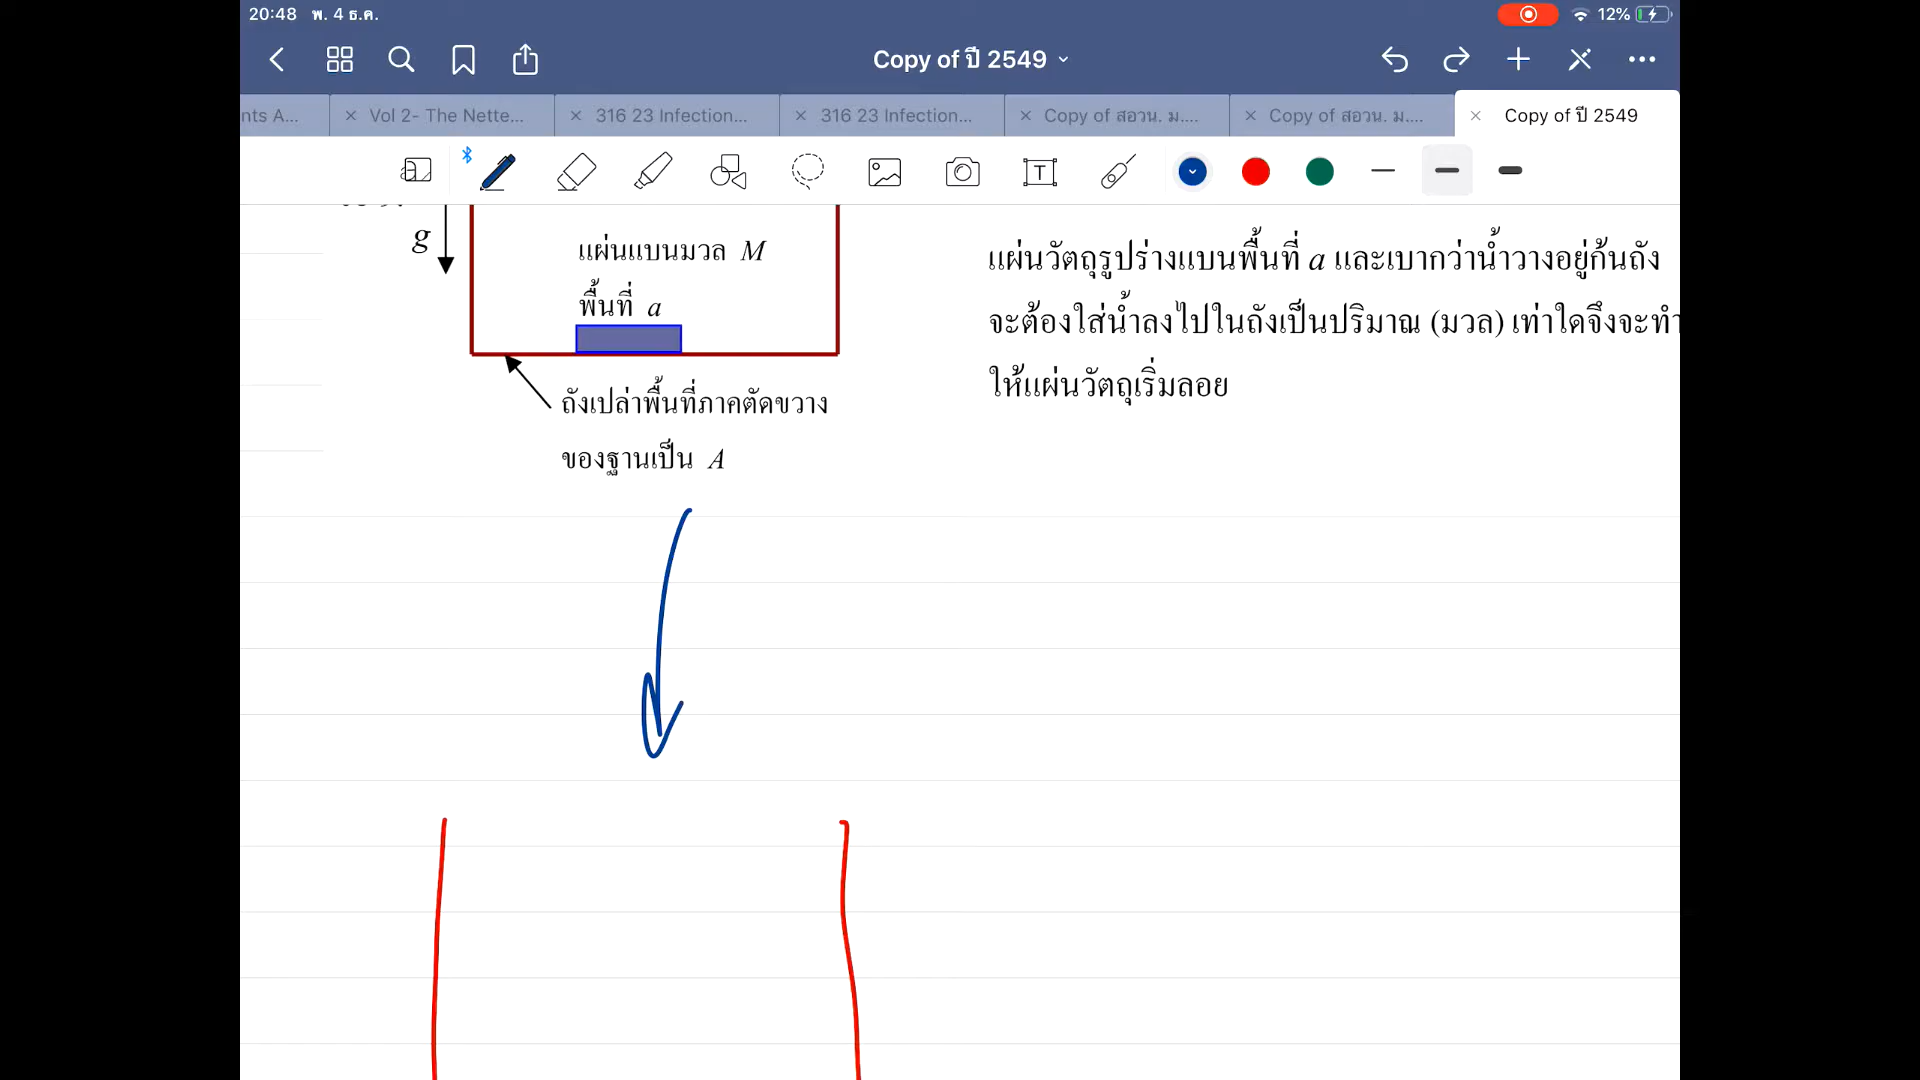 20:48 พ. 4 ธ.ค.
12%
Copy of ปี 2549
nts A...
Vol 2- The Nette...
316 23 Infection...
316 23 Infection...
Copy of สอวน. ม....
Copy of สอวน. ม....
Copy of ปี 2549
g
แผ่นแบนมวล M
พื้นที่ a
ถังเปล่าพื้นที่ภาคตัดขวาง
ของฐานเป็น A
แผ่นวัตถุรูปร่างแบนพื้นที่ a และเบากว่าน้ำวางอยู่ก้นถัง
จะต้องใส่น้ำลงไปในถังเป็นปริมาณ (มวล) เท่าใดจึงจะทำ
ให้แผ่นวัตถุเริ่มลอย